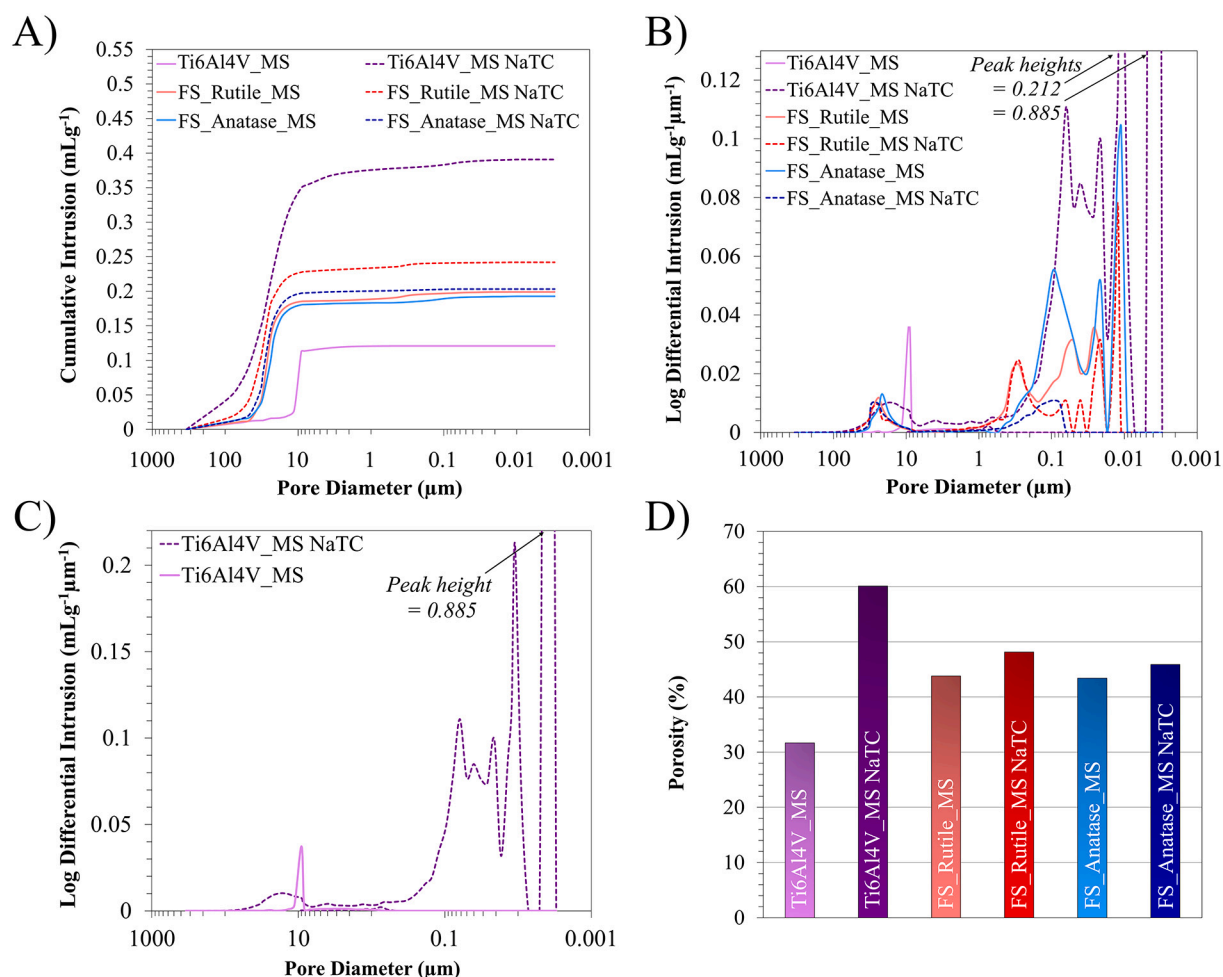 A)
0.55
0.5
0.45
0.4
0.35
0.3
0.25
0.2
0.15
0.1
0.05
0
Cumulative Intrusion (mLg⁻¹)
Ti6Al4V_MS
Ti6Al4V_MS NaTC
FS_Rutile_MS
FS_Rutile_MS NaTC
FS_Anatase_MS
FS_Anatase_MS NaTC
1000 100 10 1 0.1 0.01 0.001
Pore Diameter (µm)
B)
0.12
0.1
0.08
0.06
0.04
0.02
0
Log Differential Intrusion (mLg⁻¹µm⁻¹)
Ti6Al4V_MS
Ti6Al4V_MS NaTC
FS_Rutile_MS
FS_Rutile_MS NaTC
FS_Anatase_MS
FS_Anatase_MS NaTC
Peak heights
= 0.212
= 0.885
1000 100 10 1 0.1 0.01 0.001
Pore Diameter (µm)
C)
0.2
0.15
0.1
0.05
0
Log Differential Intrusion (mLg⁻¹µm⁻¹)
Ti6Al4V_MS NaTC
Ti6Al4V_MS
Peak height
= 0.885
1000 10 0.1 0.001
Pore Diameter (µm)
D)
70
60
50
40
30
20
10
0
Porosity (%)
Ti6Al4V_MS
Ti6Al4V_MS NaTC
FS_Rutile_MS
FS_Rutile_MS NaTC
FS_Anatase_MS
FS_Anatase_MS NaTC